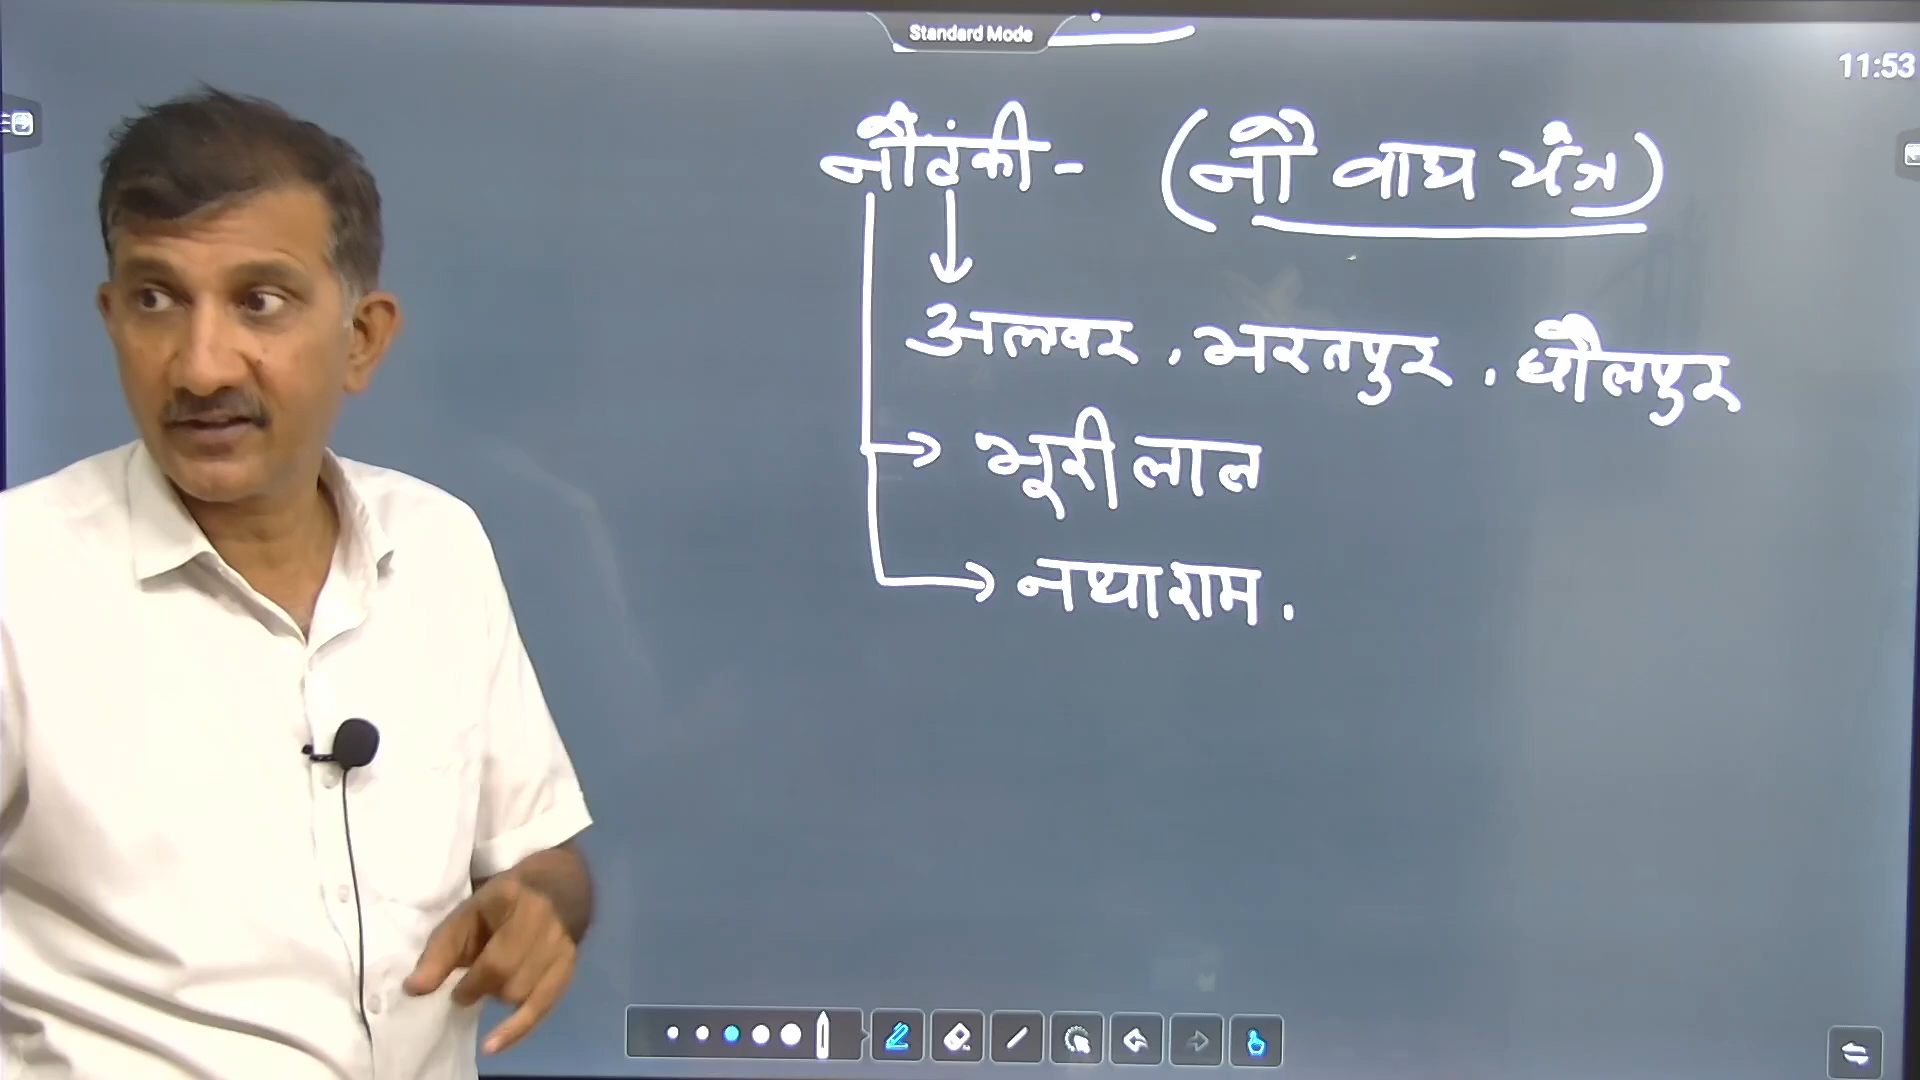 Standard Mode
11:53
नौटंकी - (नौ वाद्य यंत्र)
अलवर , भरतपुर , धौलपुर
भूरी लाल
नथाराम .